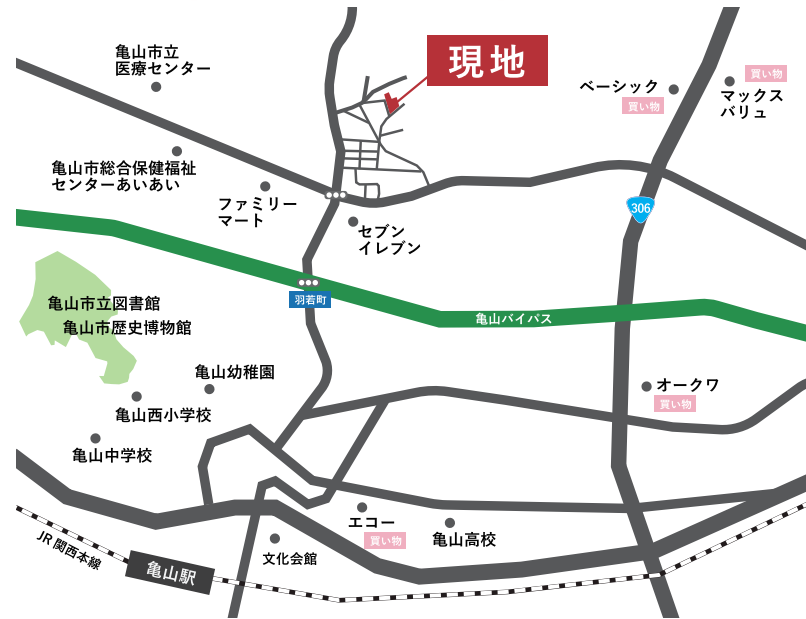 亀山市立
医療センター
現地
買い物
ベーシック
買い物
マックス
バリュ
亀山市総合保健福祉
センターあいあい
ファミリー
マート
セブン
イレブン
306
羽若町
亀山バイパス
亀山市立図書館
亀山市歴史博物館
亀山幼稚園
オークワ
買い物
亀山西小学校
亀山中学校
エコー
買い物
亀山高校
JR 関西本線
亀山駅
文化会館